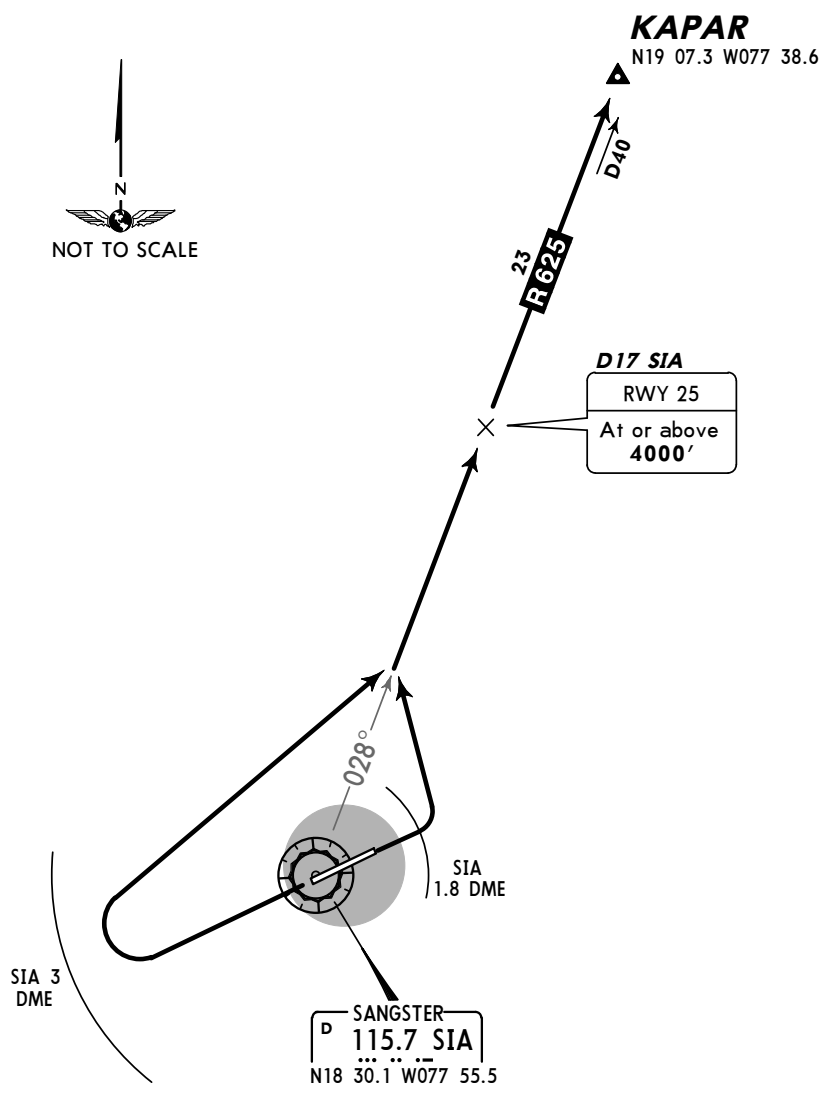 KAPAR
N19 07.3 W077 38.6
N
NOT TO SCALE
D40
23
R 625
D17 SIA
RWY 25
At or above
4000'
028°
SIA
1.8 DME
SIA 3
DME
SANGSTER
D 115.7 SIA
N18 30.1 W077 55.5